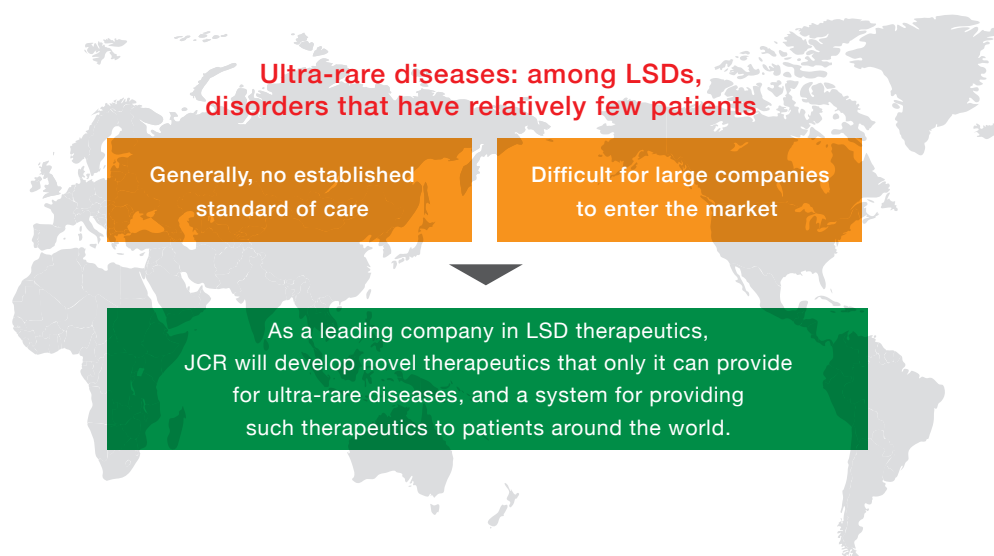 Ultra-rare diseases: among LSDs,
disorders that have relatively few patients
Generally, no established
standard of care
Difficult for large companies
to enter the market
As a leading company in LSD therapeutics,
JCR will develop novel therapeutics that only it can provide
for ultra-rare diseases, and a system for providing
such therapeutics to patients around the world.